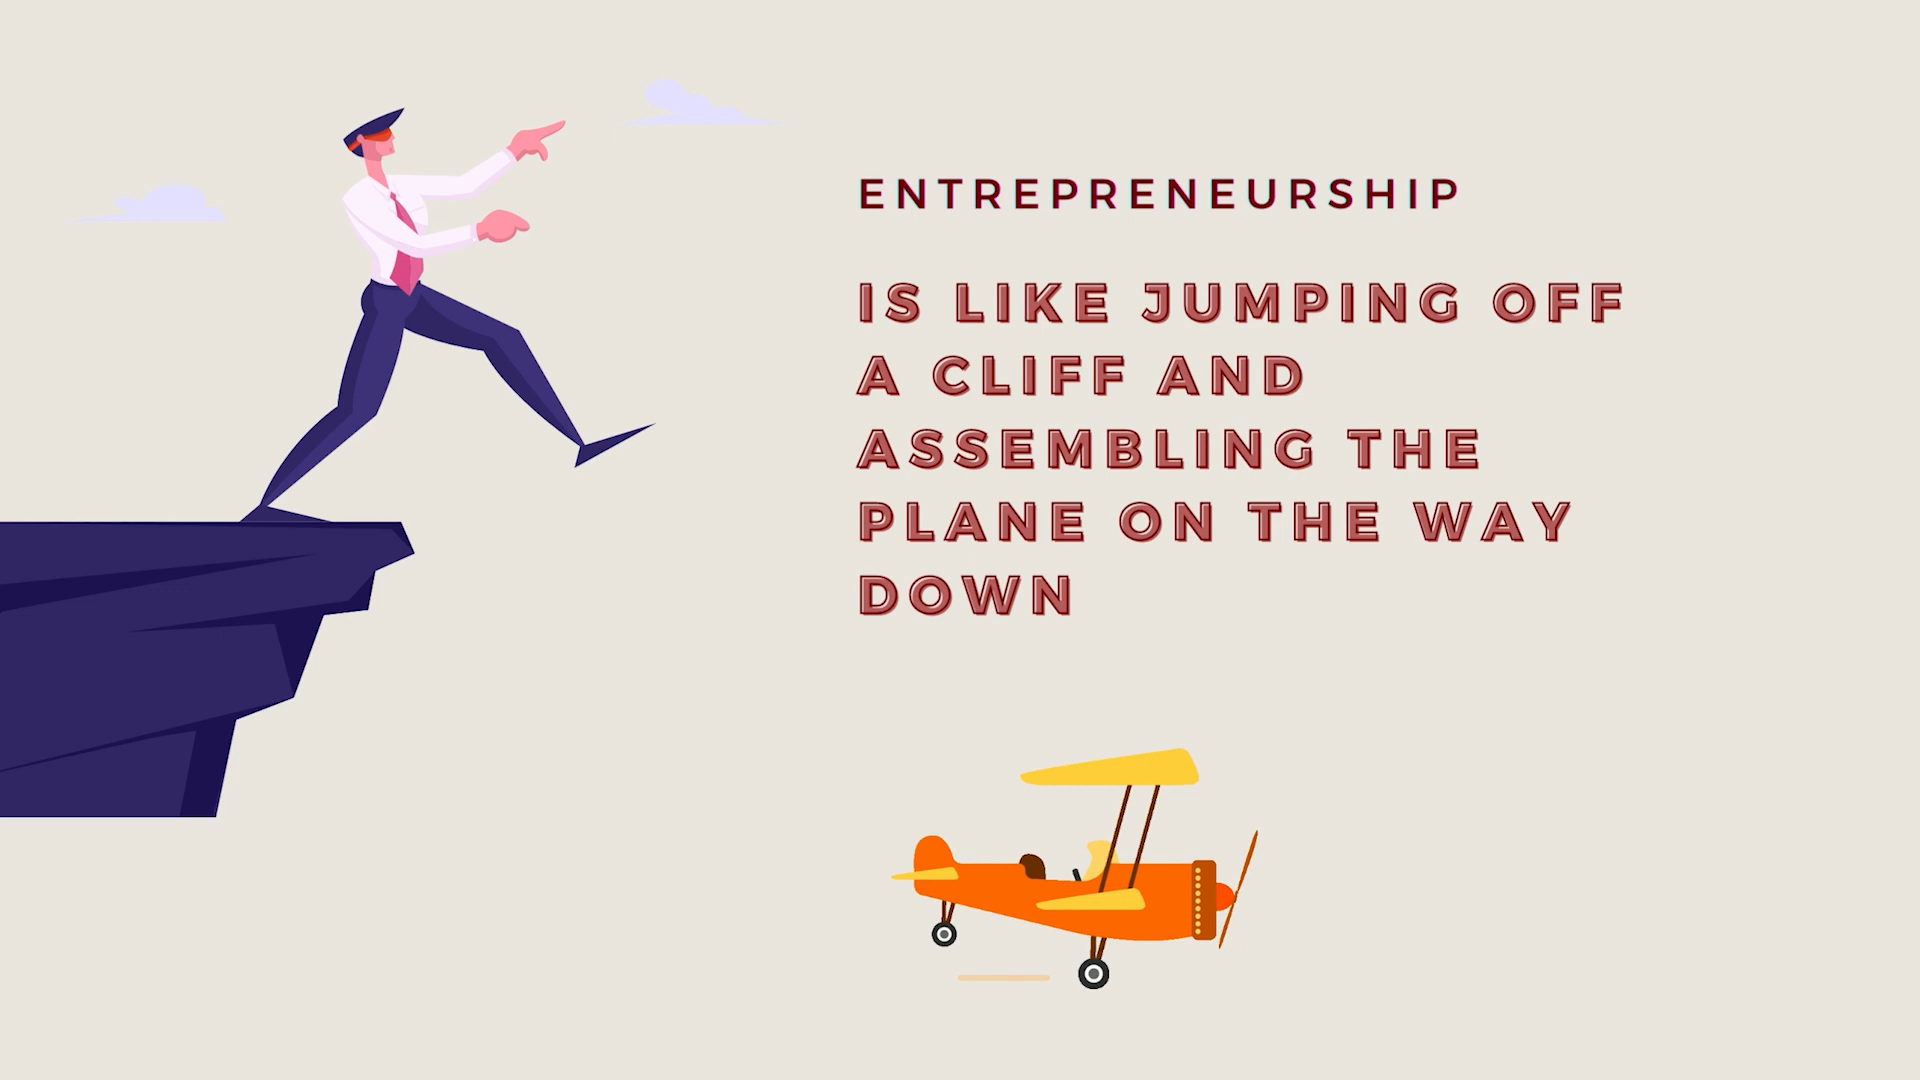 ENTREPRENEURSHIP
IS LIKE JUMPING OFF
A CLIFF AND
ASSEMBLING THE
PLANE ON THE WAY
DOWN